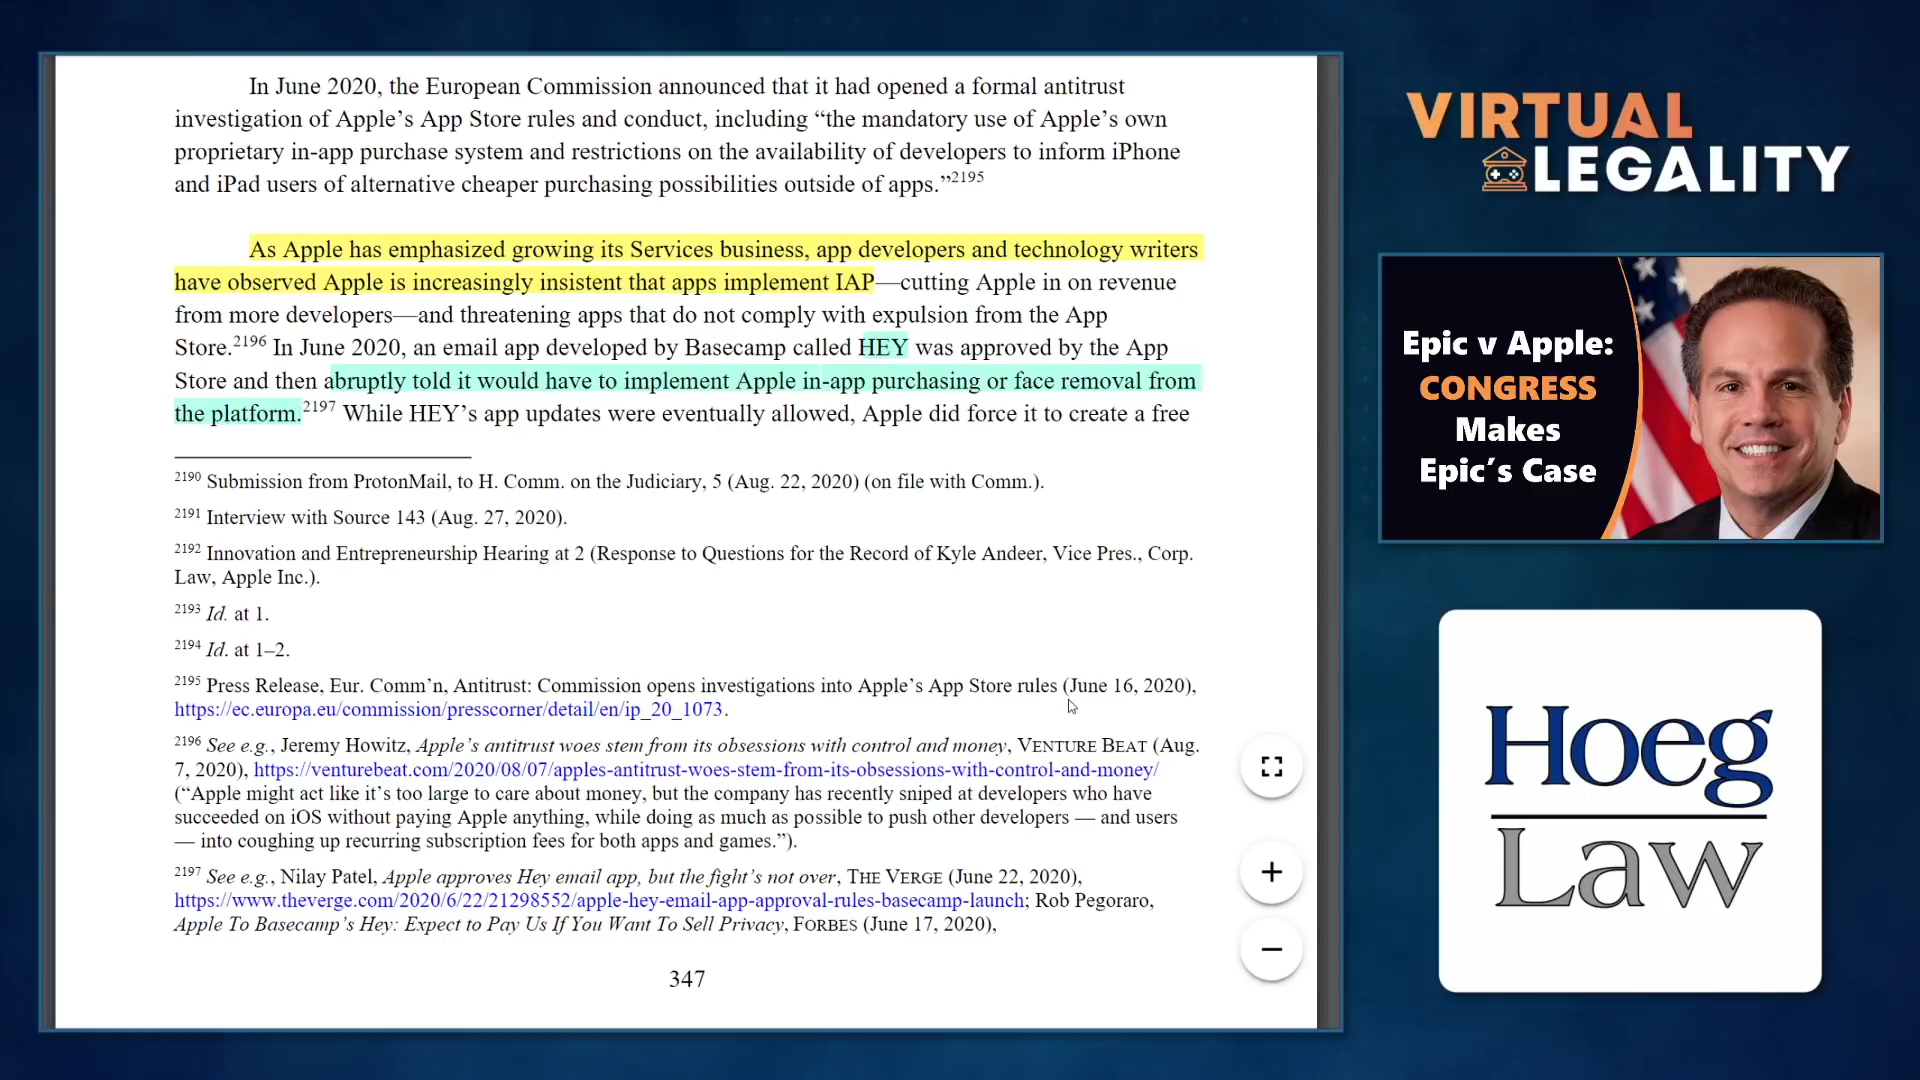 In June 2020, the European Commission announced that it had opened a formal antitrust
investigation of Apple’s App Store rules and conduct, including “the mandatory use of Apple’s own
proprietary in-app purchase system and restrictions on the availability of developers to inform iPhone
and iPad users of alternative cheaper purchasing possibilities outside of apps.”2195
As Apple has emphasized growing its Services business, app developers and technology writers
have observed Apple is increasingly insistent that apps implement IAP—cutting Apple in on revenue
from more developers—and threatening apps that do not comply with expulsion from the App
Store.2196 In June 2020, an email app developed by Basecamp called HEY was approved by the App
Store and then abruptly told it would have to implement Apple in-app purchasing or face removal from
the platform.2197 While HEY’s app updates were eventually allowed, Apple did force it to create a free
2190 Submission from ProtonMail, to H. Comm. on the Judiciary, 5 (Aug. 22, 2020) (on file with Comm.).
2191 Interview with Source 143 (Aug. 27, 2020).
2192 Innovation and Entrepreneurship Hearing at 2 (Response to Questions for the Record of Kyle Andeer, Vice Pres., Corp.
Law, Apple Inc.).
2193 Id. at 1.
2194 Id. at 1–2.
2195 Press Release, Eur. Comm’n, Antitrust: Commission opens investigations into Apple’s App Store rules (June 16, 2020),
https://ec.europa.eu/commission/presscorner/detail/en/ip_20_1073.
2196 See e.g., Jeremy Howitz, Apple’s antitrust woes stem from its obsessions with control and money, VENTURE BEAT (Aug.
7, 2020), https://venturebeat.com/2020/08/07/apples-antitrust-woes-stem-from-its-obsessions-with-control-and-money/
(“Apple might act like it’s too large to care about money, but the company has recently sniped at developers who have
succeeded on iOS without paying Apple anything, while doing as much as possible to push other developers — and users
— into coughing up recurring subscription fees for both apps and games.”).
2197 See e.g., Nilay Patel, Apple approves Hey email app, but the fight’s not over, THE VERGE (June 22, 2020),
https://www.theverge.com/2020/6/22/21298552/apple-hey-email-app-approval-rules-basecamp-launch; Rob Pegoraro,
Apple To Basecamp’s Hey: Expect to Pay Us If You Want To Sell Privacy, FORBES (June 17, 2020),
347
VIRTUAL
LEGALITY
Epic v Apple:
CONGRESS
Makes
Epic's Case
Hoeg
Law